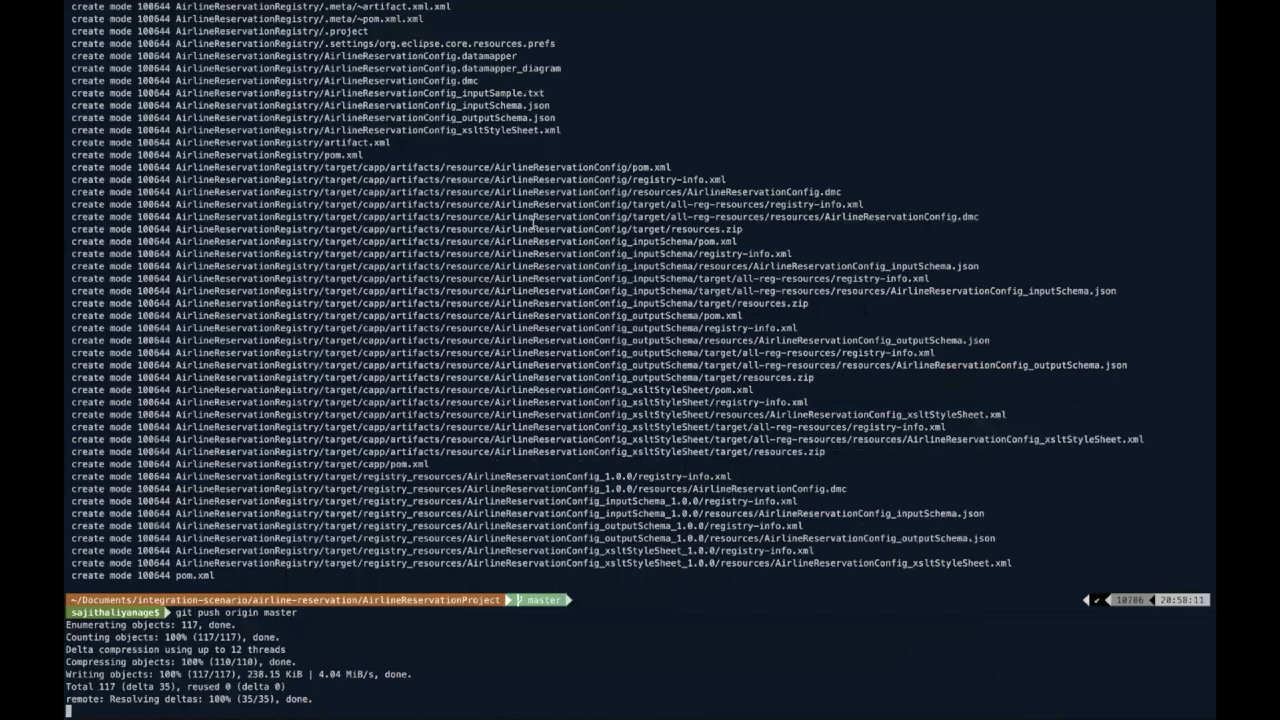 create mode 100644 AirlineReservationRegistry/.meta/~artifact.xml.xml
create mode 100644 AirlineReservationRegistry/.meta/~pom.xml.xml
create mode 100644 AirlineReservationRegistry/.project
create mode 100644 AirlineReservationRegistry/.settings/org.eclipse.core.resources.prefs
create mode 100644 AirlineReservationRegistry/AirlineReservationConfig.datamapper
create mode 100644 AirlineReservationRegistry/AirlineReservationConfig.datamapper_diagram
create mode 100644 AirlineReservationRegistry/AirlineReservationConfig.dmc
create mode 100644 AirlineReservationRegistry/AirlineReservationConfig_inputSample.txt
create mode 100644 AirlineReservationRegistry/AirlineReservationConfig_inputSchema.json
create mode 100644 AirlineReservationRegistry/AirlineReservationConfig_outputSchema.json
create mode 100644 AirlineReservationRegistry/AirlineReservationConfig_xsltStyleSheet.xml
create mode 100644 AirlineReservationRegistry/artifact.xml
create mode 100644 AirlineReservationRegistry/pom.xml
create mode 100644 AirlineReservationRegistry/target/capp/artifacts/resource/AirlineReservationConfig/pom.xml
create mode 100644 AirlineReservationRegistry/target/capp/artifacts/resource/AirlineReservationConfig/registry-info.xml
create mode 100644 AirlineReservationRegistry/target/capp/artifacts/resource/AirlineReservationConfig/resources/AirlineReservationConfig.dmc
create mode 100644 AirlineReservationRegistry/target/capp/artifacts/resource/AirlineReservationConfig/target/all-reg-resources/registry-info.xml
create mode 100644 AirlineReservationRegistry/target/capp/artifacts/resource/AirlineReservationConfig/target/all-reg-resources/resources/AirlineReservationConfig.dmc
create mode 100644 AirlineReservationRegistry/target/capp/artifacts/resource/AirlineReservationConfig/target/resources.zip
create mode 100644 AirlineReservationRegistry/target/capp/artifacts/resource/AirlineReservationConfig_inputSchema/pom.xml
create mode 100644 AirlineReservationRegistry/target/capp/artifacts/resource/AirlineReservationConfig_inputSchema/registry-info.xml
create mode 100644 AirlineReservationRegistry/target/capp/artifacts/resource/AirlineReservationConfig_inputSchema/resources/AirlineReservationConfig_inputSchema.json
create mode 100644 AirlineReservationRegistry/target/capp/artifacts/resource/AirlineReservationConfig_inputSchema/target/all-reg-resources/registry-info.xml
create mode 100644 AirlineReservationRegistry/target/capp/artifacts/resource/AirlineReservationConfig_inputSchema/target/all-reg-resources/resources/AirlineReservationConfig_inputSchema.json
create mode 100644 AirlineReservationRegistry/target/capp/artifacts/resource/AirlineReservationConfig_inputSchema/target/resources.zip
create mode 100644 AirlineReservationRegistry/target/capp/artifacts/resource/AirlineReservationConfig_outputSchema/pom.xml
create mode 100644 AirlineReservationRegistry/target/capp/artifacts/resource/AirlineReservationConfig_outputSchema/registry-info.xml
create mode 100644 AirlineReservationRegistry/target/capp/artifacts/resource/AirlineReservationConfig_outputSchema/resources/AirlineReservationConfig_outputSchema.json
create mode 100644 AirlineReservationRegistry/target/capp/artifacts/resource/AirlineReservationConfig_outputSchema/target/all-reg-resources/registry-info.xml
create mode 100644 AirlineReservationRegistry/target/capp/artifacts/resource/AirlineReservationConfig_outputSchema/target/all-reg-resources/resources/AirlineReservationConfig_outputSchema.json
create mode 100644 AirlineReservationRegistry/target/capp/artifacts/resource/AirlineReservationConfig_outputSchema/target/resources.zip
create mode 100644 AirlineReservationRegistry/target/capp/artifacts/resource/AirlineReservationConfig_xsltStyleSheet/pom.xml
create mode 100644 AirlineReservationRegistry/target/capp/artifacts/resource/AirlineReservationConfig_xsltStyleSheet/registry-info.xml
create mode 100644 AirlineReservationRegistry/target/capp/artifacts/resource/AirlineReservationConfig_xsltStyleSheet/resources/AirlineReservationConfig_xsltStyleSheet.xml
create mode 100644 AirlineReservationRegistry/target/capp/artifacts/resource/AirlineReservationConfig_xsltStyleSheet/target/all-reg-resources/registry-info.xml
create mode 100644 AirlineReservationRegistry/target/capp/artifacts/resource/AirlineReservationConfig_xsltStyleSheet/target/all-reg-resources/resources/AirlineReservationConfig_xsltStyleSheet.xml
create mode 100644 AirlineReservationRegistry/target/capp/artifacts/resource/AirlineReservationConfig_xsltStyleSheet/target/resources.zip
create mode 100644 AirlineReservationRegistry/target/capp/pom.xml
create mode 100644 AirlineReservationRegistry/target/registry_resources/AirlineReservationConfig_1.0.0/registry-info.xml
create mode 100644 AirlineReservationRegistry/target/registry_resources/AirlineReservationConfig_1.0.0/resources/AirlineReservationConfig.dmc
create mode 100644 AirlineReservationRegistry/target/registry_resources/AirlineReservationConfig_inputSchema_1.0.0/registry-info.xml
create mode 100644 AirlineReservationRegistry/target/registry_resources/AirlineReservationConfig_inputSchema_1.0.0/resources/AirlineReservationConfig_inputSchema.json
create mode 100644 AirlineReservationRegistry/target/registry_resources/AirlineReservationConfig_outputSchema_1.0.0/registry-info.xml
create mode 100644 AirlineReservationRegistry/target/registry_resources/AirlineReservationConfig_outputSchema_1.0.0/resources/AirlineReservationConfig_outputSchema.json
create mode 100644 AirlineReservationRegistry/target/registry_resources/AirlineReservationConfig_xsltStyleSheet_1.0.0/registry-info.xml
create mode 100644 AirlineReservationRegistry/target/registry_resources/AirlineReservationConfig_xsltStyleSheet_1.0.0/resources/AirlineReservationConfig_xsltStyleSheet.xml
create mode 100644 pom.xml
~/Documents/integration-scenario/airline-reservation/AirlineReservationProject master ✔ 10786 20:58:11
sajithaliyanage$ git push origin master
Enumerating objects: 117, done.
Counting objects: 100% (117/117), done.
Delta compression using up to 12 threads
Compressing objects: 100% (110/110), done.
Writing objects: 100% (117/117), 238.15 KiB | 4.04 MiB/s, done.
Total 117 (delta 35), reused 0 (delta 0)
remote: Resolving deltas: 100% (35/35), done.